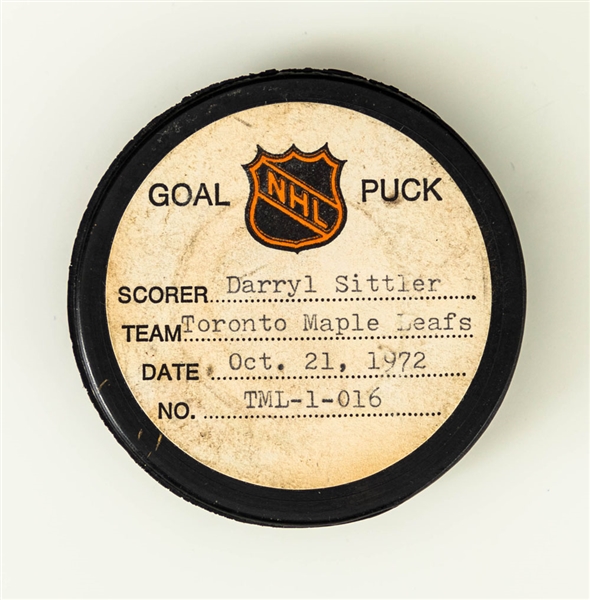 GOAL NHL PUCK
SCORER Darryl Sittler
TEAM Toronto Maple Leafs
DATE Oct. 21, 1972
NO. TML-1-016